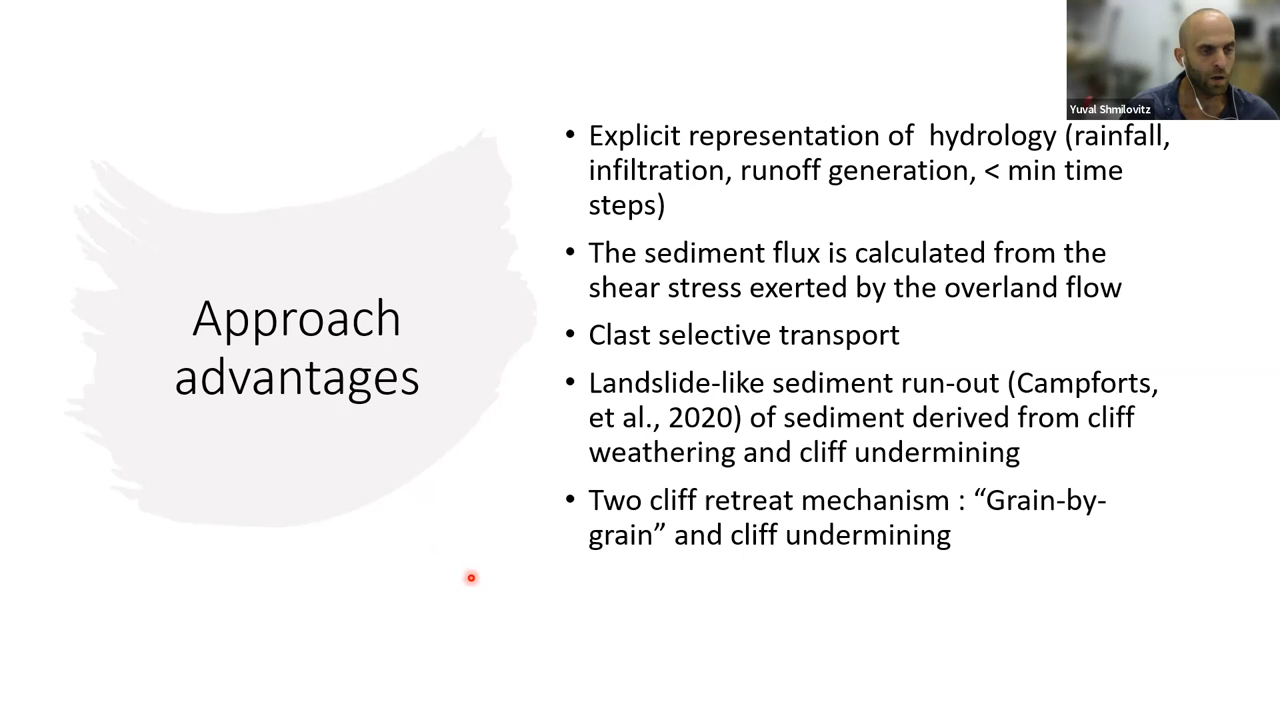 Yuval Shmilovitz
Approach
advantages
• Explicit representation of  hydrology (rainfall,
infiltration, runoff generation, < min time
steps)
• The sediment flux is calculated from the
shear stress exerted by the overland flow
• Clast selective transport
• Landslide-like sediment run-out (Campforts,
et al., 2020) of sediment derived from cliff
weathering and cliff undermining
• Two cliff retreat mechanism : “Grain-by-
grain” and cliff undermining